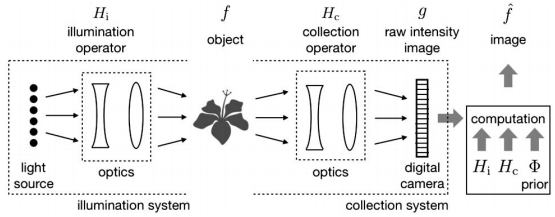 H_i
illumination
operator
f
object
H_c
collection
operator
g
raw intensity
image
f̂
image
light
source
optics
illumination system
optics
digital
camera
collection system
computation
H_i H_c Φ
prior